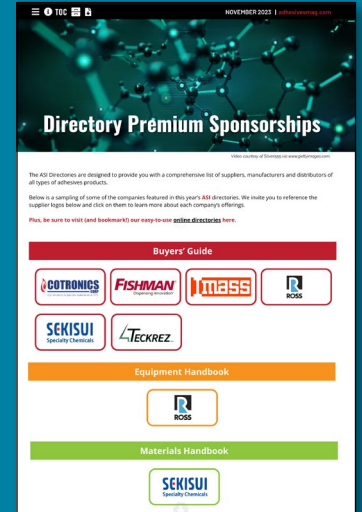 TOC
NOVEMBER 2023 | adhesivesmag.com
Directory Premium Sponsorships
Video courtesy of via www.gettyimages.com
The ASI Directories are designed to provide you with a comprehensive list of suppliers, manufacturers and distributors of
all types of adhesives products.
Below is a sampling of some of the companies featured in this year's ASI directories. We invite you to reference the
supplier logos below and click on them to learn more about each company's offerings.
Plus, be sure to visit (and bookmark!) our easy-to-use online directories here.
Buyers' Guide
COTRONICS CORP
FISHMAN
Dispensing Innovation
Imass
ROSS
SEKISUI
Specialty Chemicals
TECKREZ
Equipment Handbook
ROSS
Materials Handbook
SEKISUI
Specialty Chemicals